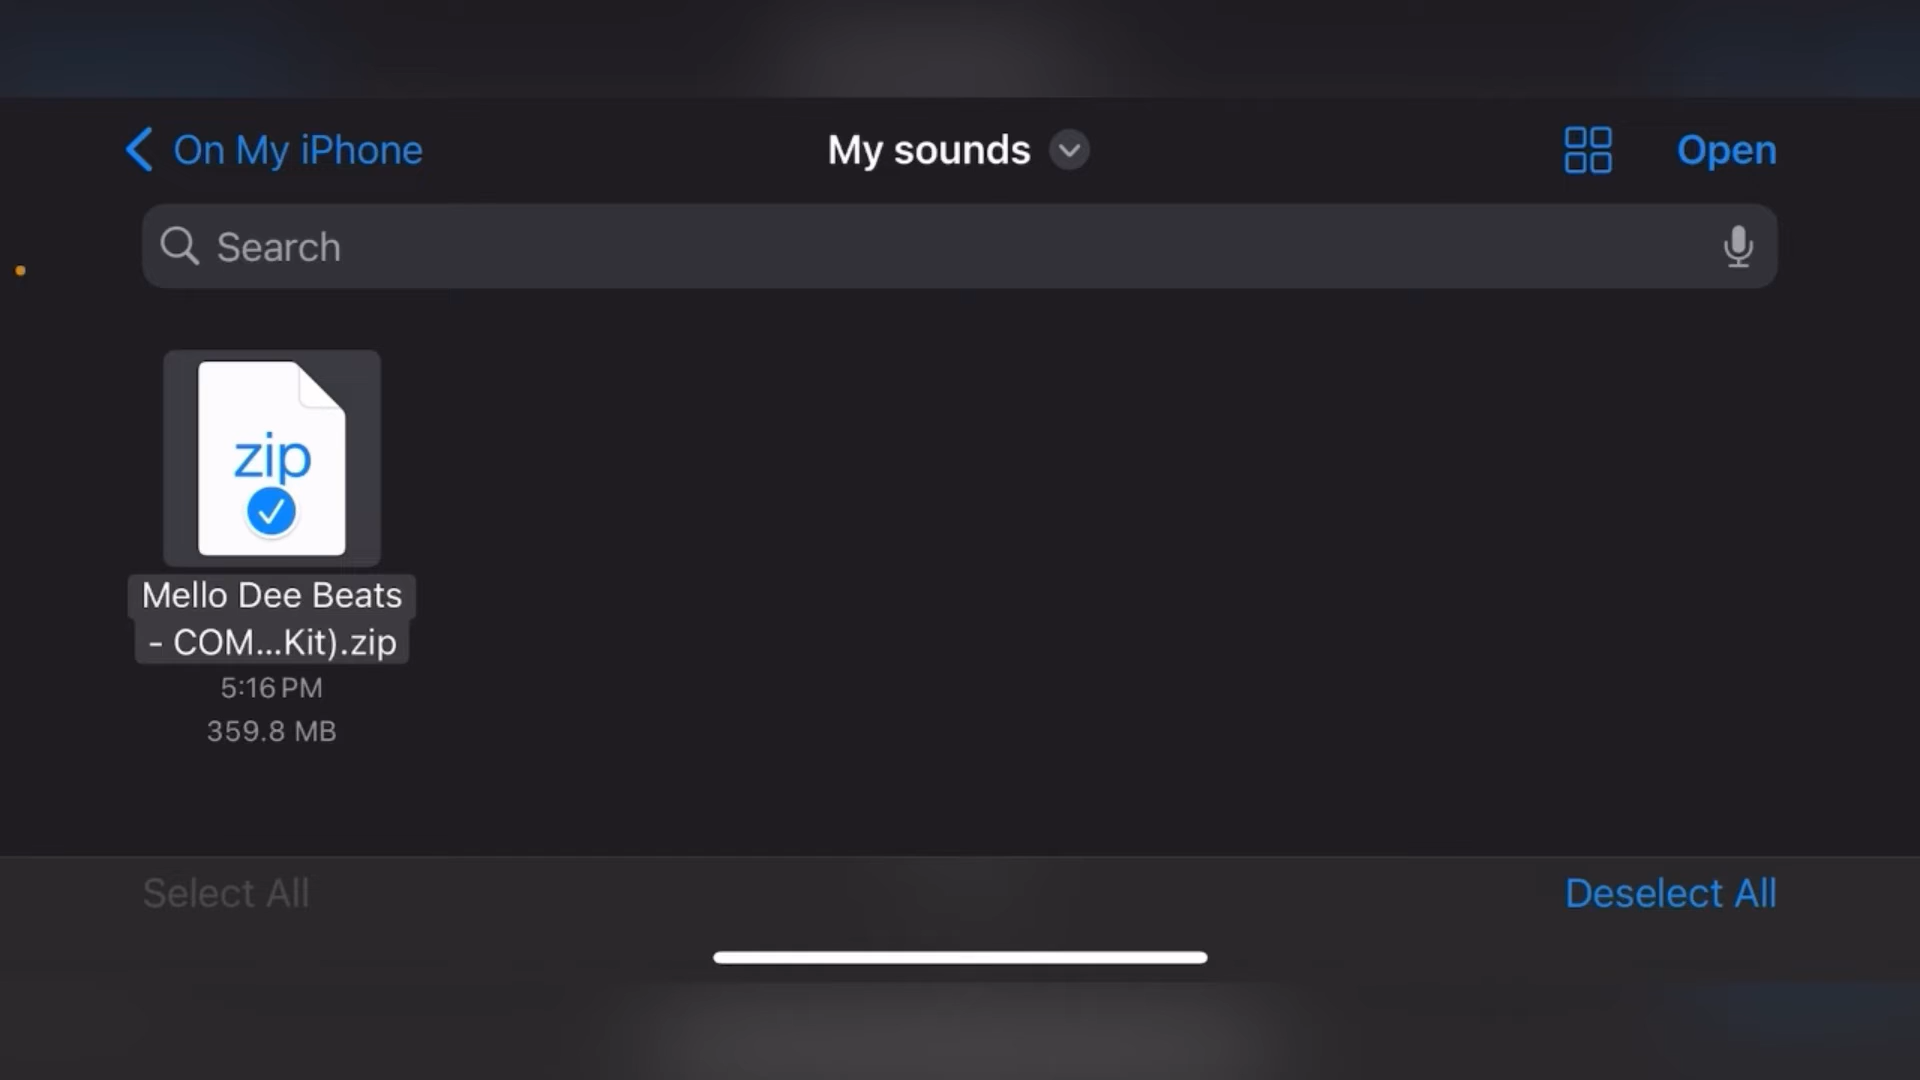 On My iPhone
My sounds
Open
Search
zip
Mello Dee Beats
- COM...Kit).zip
5:16 PM
359.8 MB
Select All
Deselect All